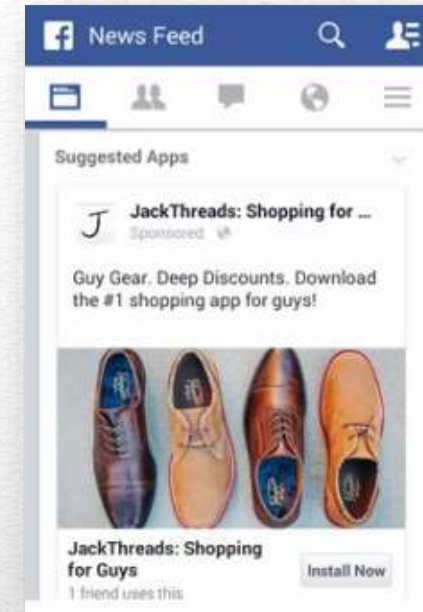 f News Feed
Suggested Apps
J JackThreads: Shopping for ...
Sponsored
Guy Gear. Deep Discounts. Download
the #1 shopping app for guys!
JackThreads: Shopping
for Guys
Install Now
1 friend uses this